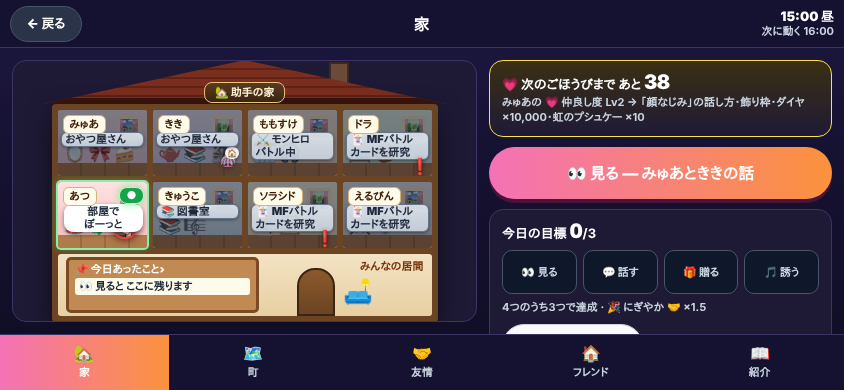 ← 戻る
家
15:00 昼
次に動く 16:00
🏡 助手の家
みゅあ
おやつ屋さん
きき
おやつ屋さん
ももすけ
⚔️ モンヒロ
バトル中
ドラ
🃏 MFバトル
カードを研究
あつ
部屋で
ぼーっと
きゅうこ
📚 図書室
ソラシド
🃏 MFバトル
カードを研究
えるぴん
🃏 MFバトル
カードを研究
📌 今日あったこと›
👀 見ると ここに残ります
みんなの居間
💗 次のごほうびまで あと 38
みゅあの 💗 仲良し度 Lv2 → 「顔なじみ」の話し方・飾り枠・ダイヤ
×10,000・虹のプシュケー ×10
👀 見る — みゅあとききの話
今日の目標 0/3
👀 見る
💬 話す
🎁 贈る
🎵 誘う
4つのうち3つで達成 · 🎉 にぎやか 🤝 ×1.5
家
町
友情
フレンド
紹介